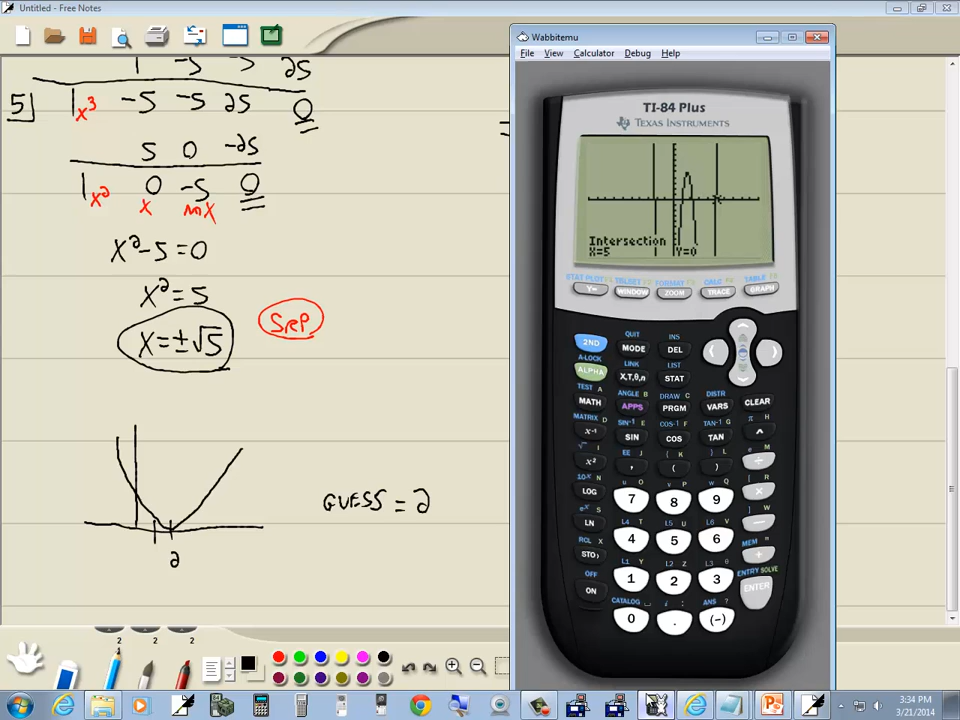 Untitled - Free Notes
1 -5 -5 25
5 1x³ -5 -5 25 0
5 0 -25
1x² 0 -5 0
x
x²-5=0
x²=5
SRP
x=±√5
GUESS = 2
2
Wabbitemu
File View Calculator Debug Help
TI-84 Plus
TEXAS INSTRUMENTS
Intersection
X=5 Y=0
STAT PLOT F1 TBLSET F2 FORMAT F3 CALC F4 TABLE F5
Y= WINDOW ZOOM TRACE GRAPH
QUIT INS
2ND MODE DEL
A-LOCK LINK LIST
ALPHA X,T,θ,n STAT
TEST A ANGLE B DRAW C DISTR
MATH APPS PRGM VARS CLEAR
MATRIX D SIN⁻¹ E COS⁻¹ F TAN⁻¹ G π H
x⁻¹ SIN COS TAN ^
√ I EE J { K } L e M
x² , ( ) ÷
10ˣ N u O v P w Q [ R
LOG 7 8 9 ×
eˣ S L4 T L5 U L6 V ] W
LN 4 5 6 −
RCL X L1 Y L2 Z L3 θ MEM "
STO 1 2 3 +
OFF CATALOG i : ANS ? ENTRY SOLVE
ON 0 . (-) ENTER
2 2 2
3:34 PM
3/21/2014